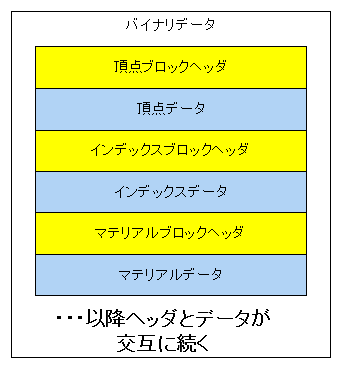 バイナリデータ
頂点ブロックヘッダ
頂点データ
インデックスブロックヘッダ
インデックスデータ
マテリアルブロックヘッダ
マテリアルデータ
・・・以降ヘッダとデータが
交互に続く